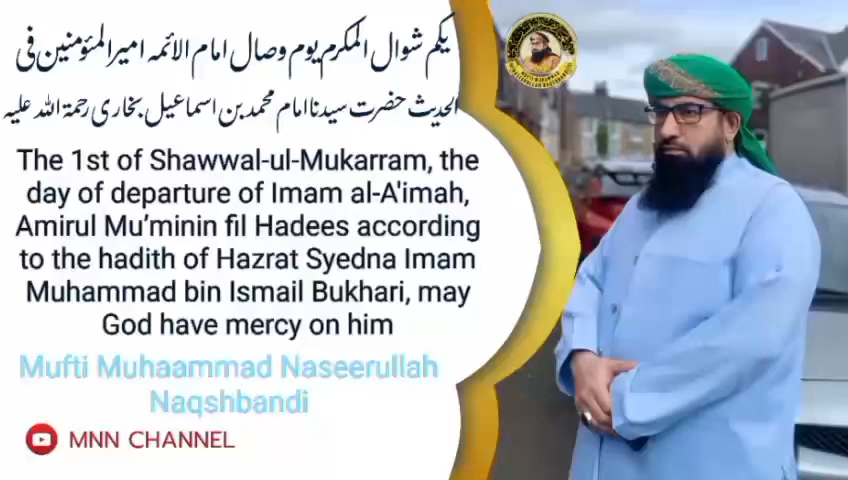 یکم شوال المکرم یوم وصال امام الائمہ امیرالمؤمنین فی
الحدیث حضرت سیدنا امام محمد بن اسماعیل بخاری رحمۃ اللہ علیہ
The 1st of Shawwal-ul-Mukarram, the
day of departure of Imam al-A'imah,
Amirul Mu’minin fil Hadees according
to the hadith of Hazrat Syedna Imam
Muhammad bin Ismail Bukhari, may
God have mercy on him
Mufti Muhaammad Naseerullah
Naqshbandi
MNN CHANNEL